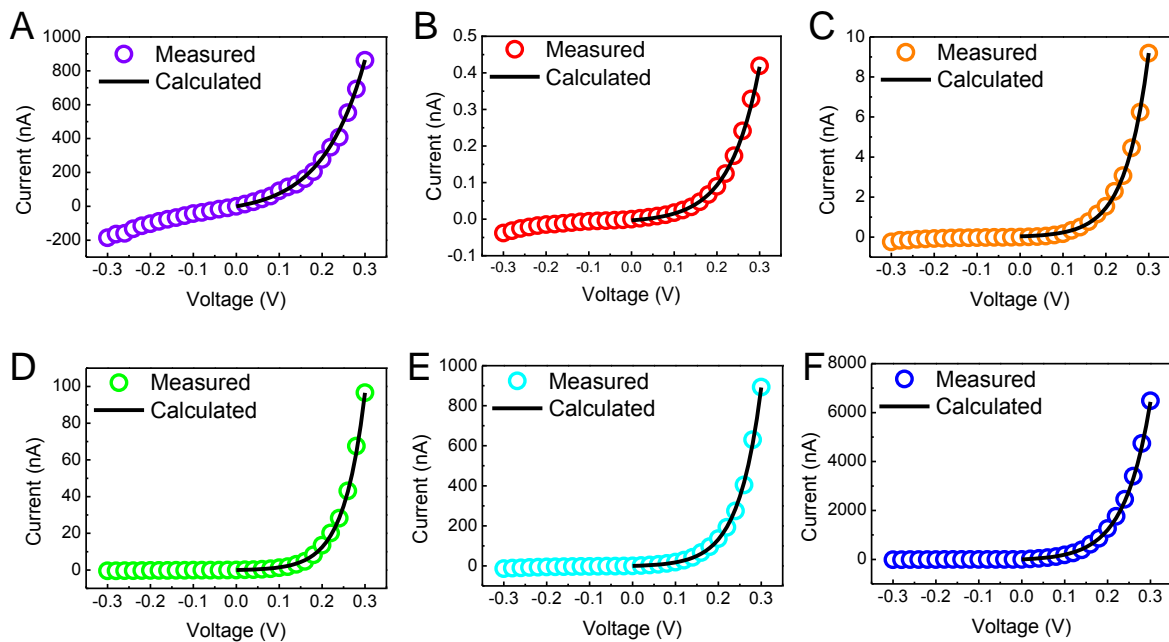 A
Measured
Calculated
1000
800
600
400
200
0
-200
-0.3 -0.2 -0.1 0.0 0.1 0.2 0.3
Current (nA)
Voltage (V)
B
Measured
Calculated
0.5
0.4
0.3
0.2
0.1
0.0
-0.1
-0.3 -0.2 -0.1 0.0 0.1 0.2 0.3
Current (nA)
Voltage (V)
C
Measured
Calculated
10
8
6
4
2
0
-0.3 -0.2 -0.1 0.0 0.1 0.2 0.3
Current (nA)
Voltage (V)
D
Measured
Calculated
100
80
60
40
20
0
-0.3 -0.2 -0.1 0.0 0.1 0.2 0.3
Current (nA)
Voltage (V)
E
Measured
Calculated
1000
800
600
400
200
0
-0.3 -0.2 -0.1 0.0 0.1 0.2 0.3
Current (nA)
Voltage (V)
F
Measured
Calculated
8000
6000
4000
2000
0
-0.3 -0.2 -0.1 0.0 0.1 0.2 0.3
Current (nA)
Voltage (V)